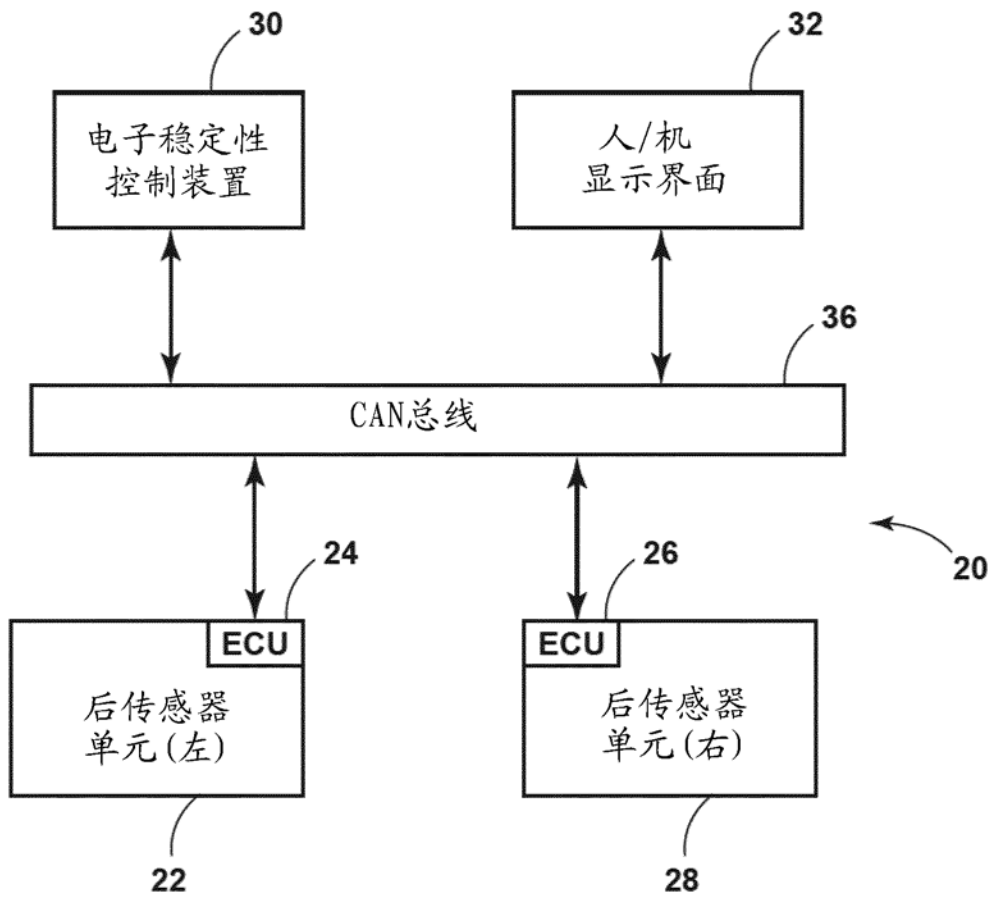 30
32
电子稳定性
控制装置
人/机
显示界面
36
CAN总线
24
26
20
ECU
ECU
后传感器
单元(左)
后传感器
单元(右)
22
28